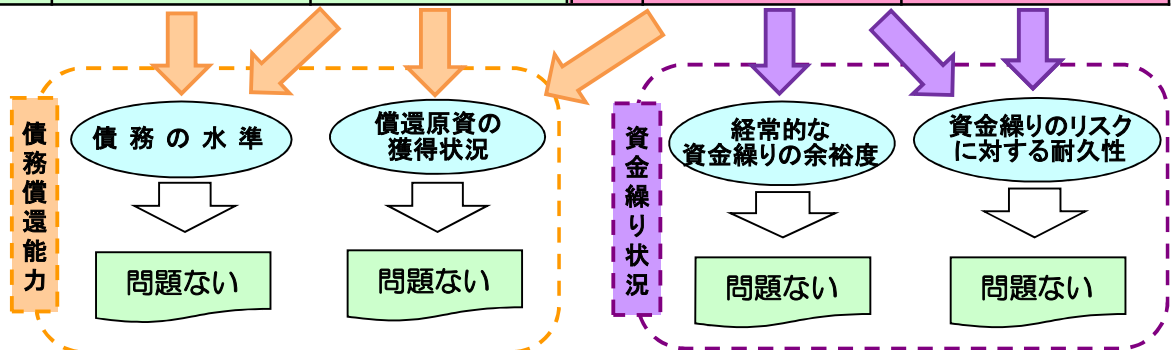 債務償還能力
債務の水準
償還原資の
獲得状況
問題ない
問題ない
資金繰り状況
経常的な
資金繰りの余裕度
資金繰りのリスク
に対する耐久性
問題ない
問題ない